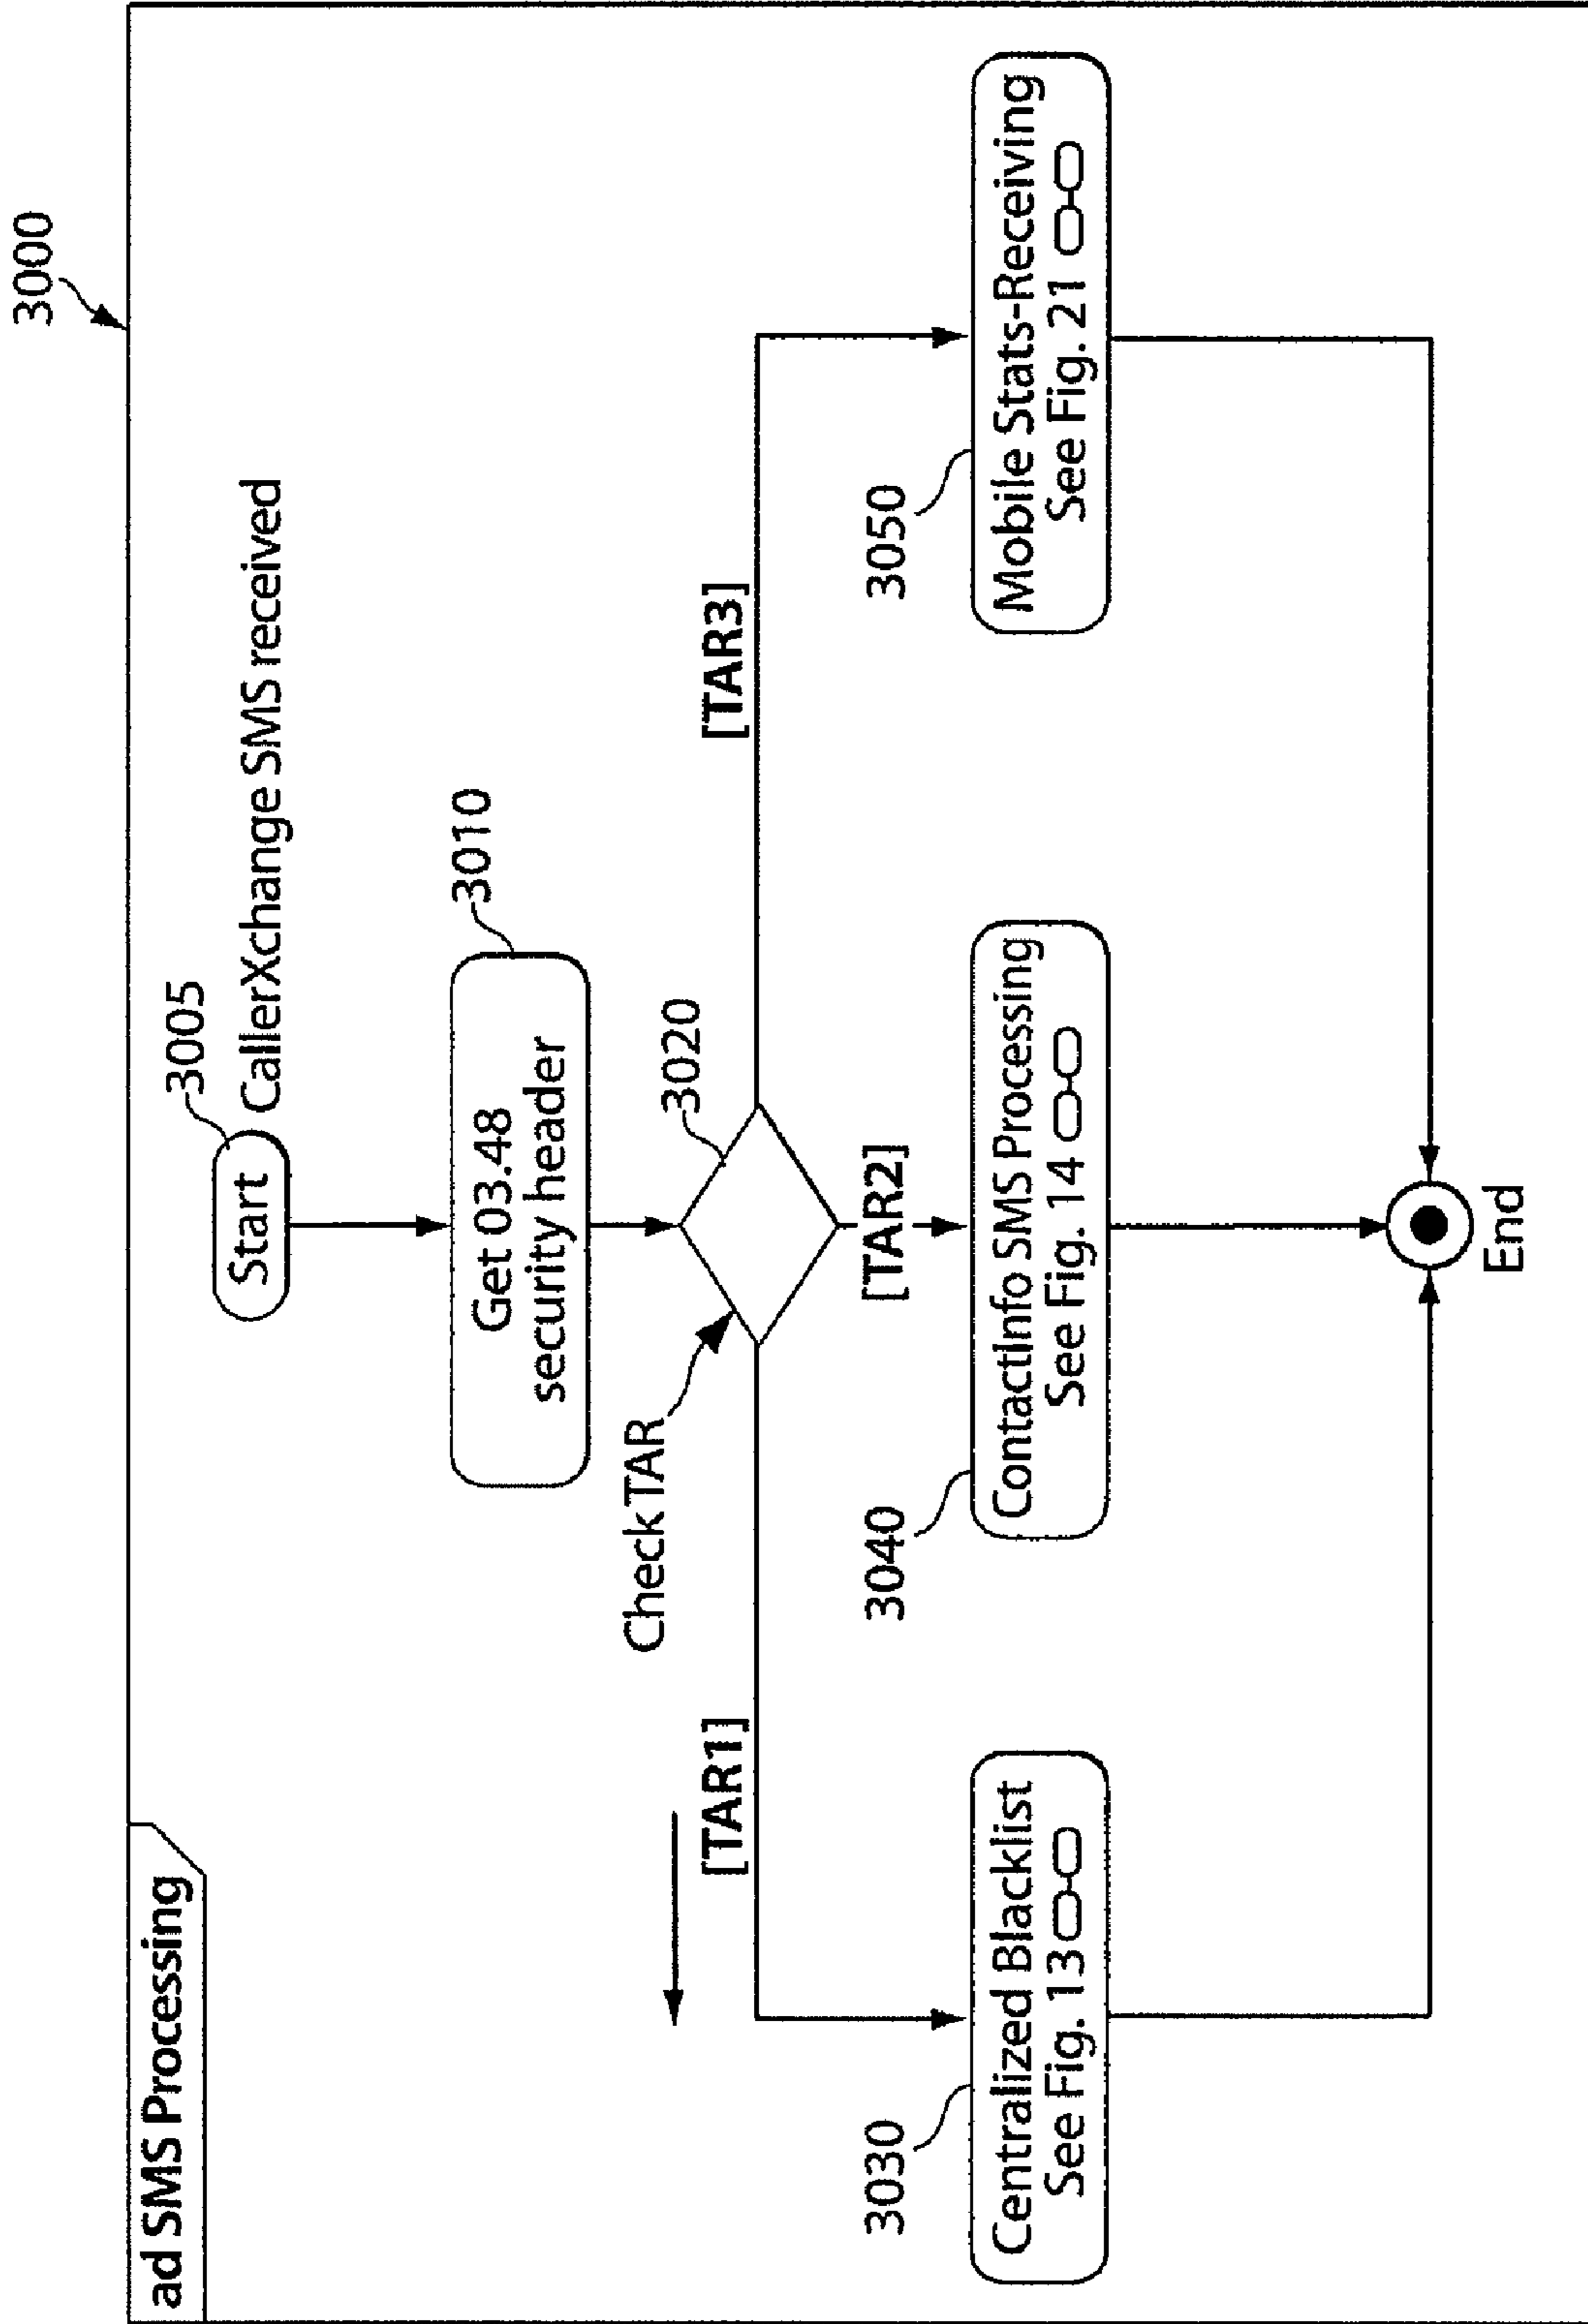 3000
ad SMS Processing
3005
Start
CallerXchange SMS received
3010
Get 03.48
security header
Check TAR
3020
[TAR1]
[TAR2]
[TAR3]
3030
Centralized Blacklist
See Fig. 13
3040
ContactInfo SMS Processing
See Fig. 14
3050
Mobile Stats-Receiving
See Fig. 21
End